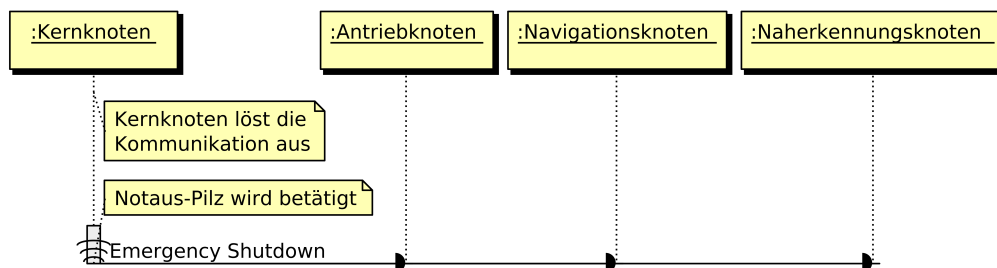 :Kernknoten
:Antriebknoten
:Navigationsknoten
:Naherkennungsknoten
Kernknoten löst die
Kommunikation aus
Notaus-Pilz wird betätigt
Emergency Shutdown